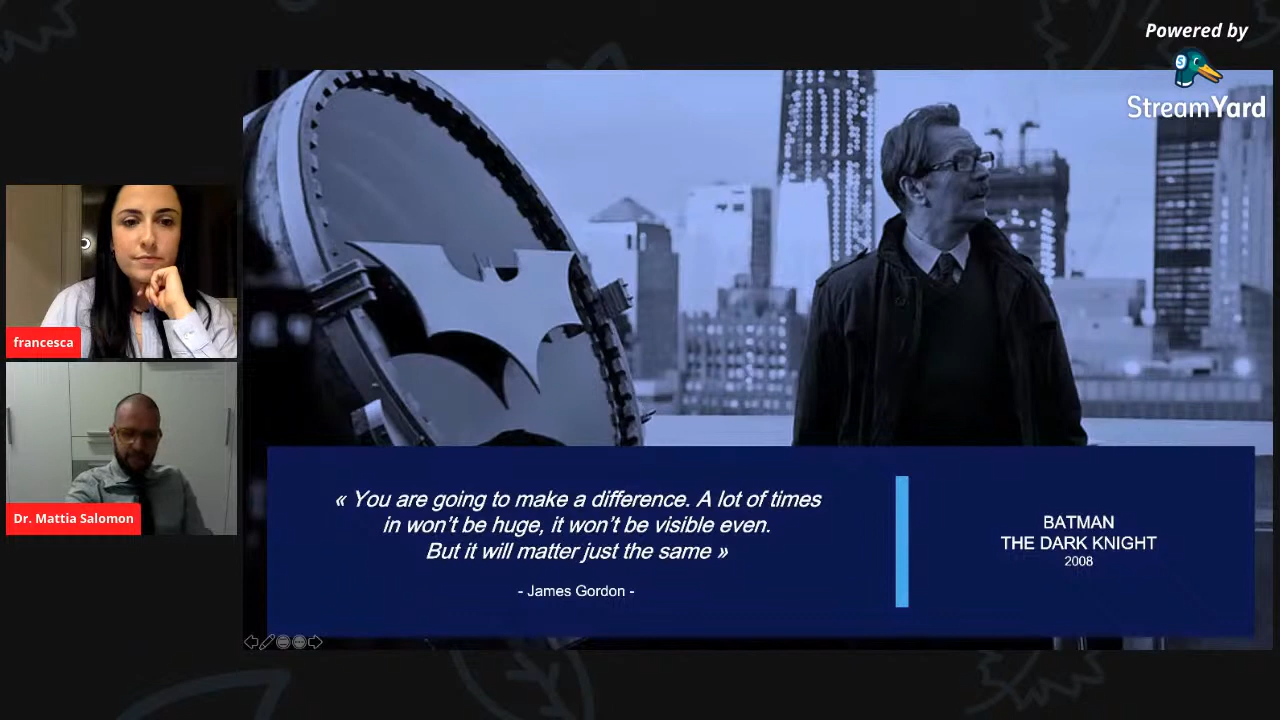 Powered by
StreamYard
francesca
Dr. Mattia Salomon
« You are going to make a difference. A lot of times
in won't be huge, it won't be visible even.
But it will matter just the same »
- James Gordon -
BATMAN
THE DARK KNIGHT
2008